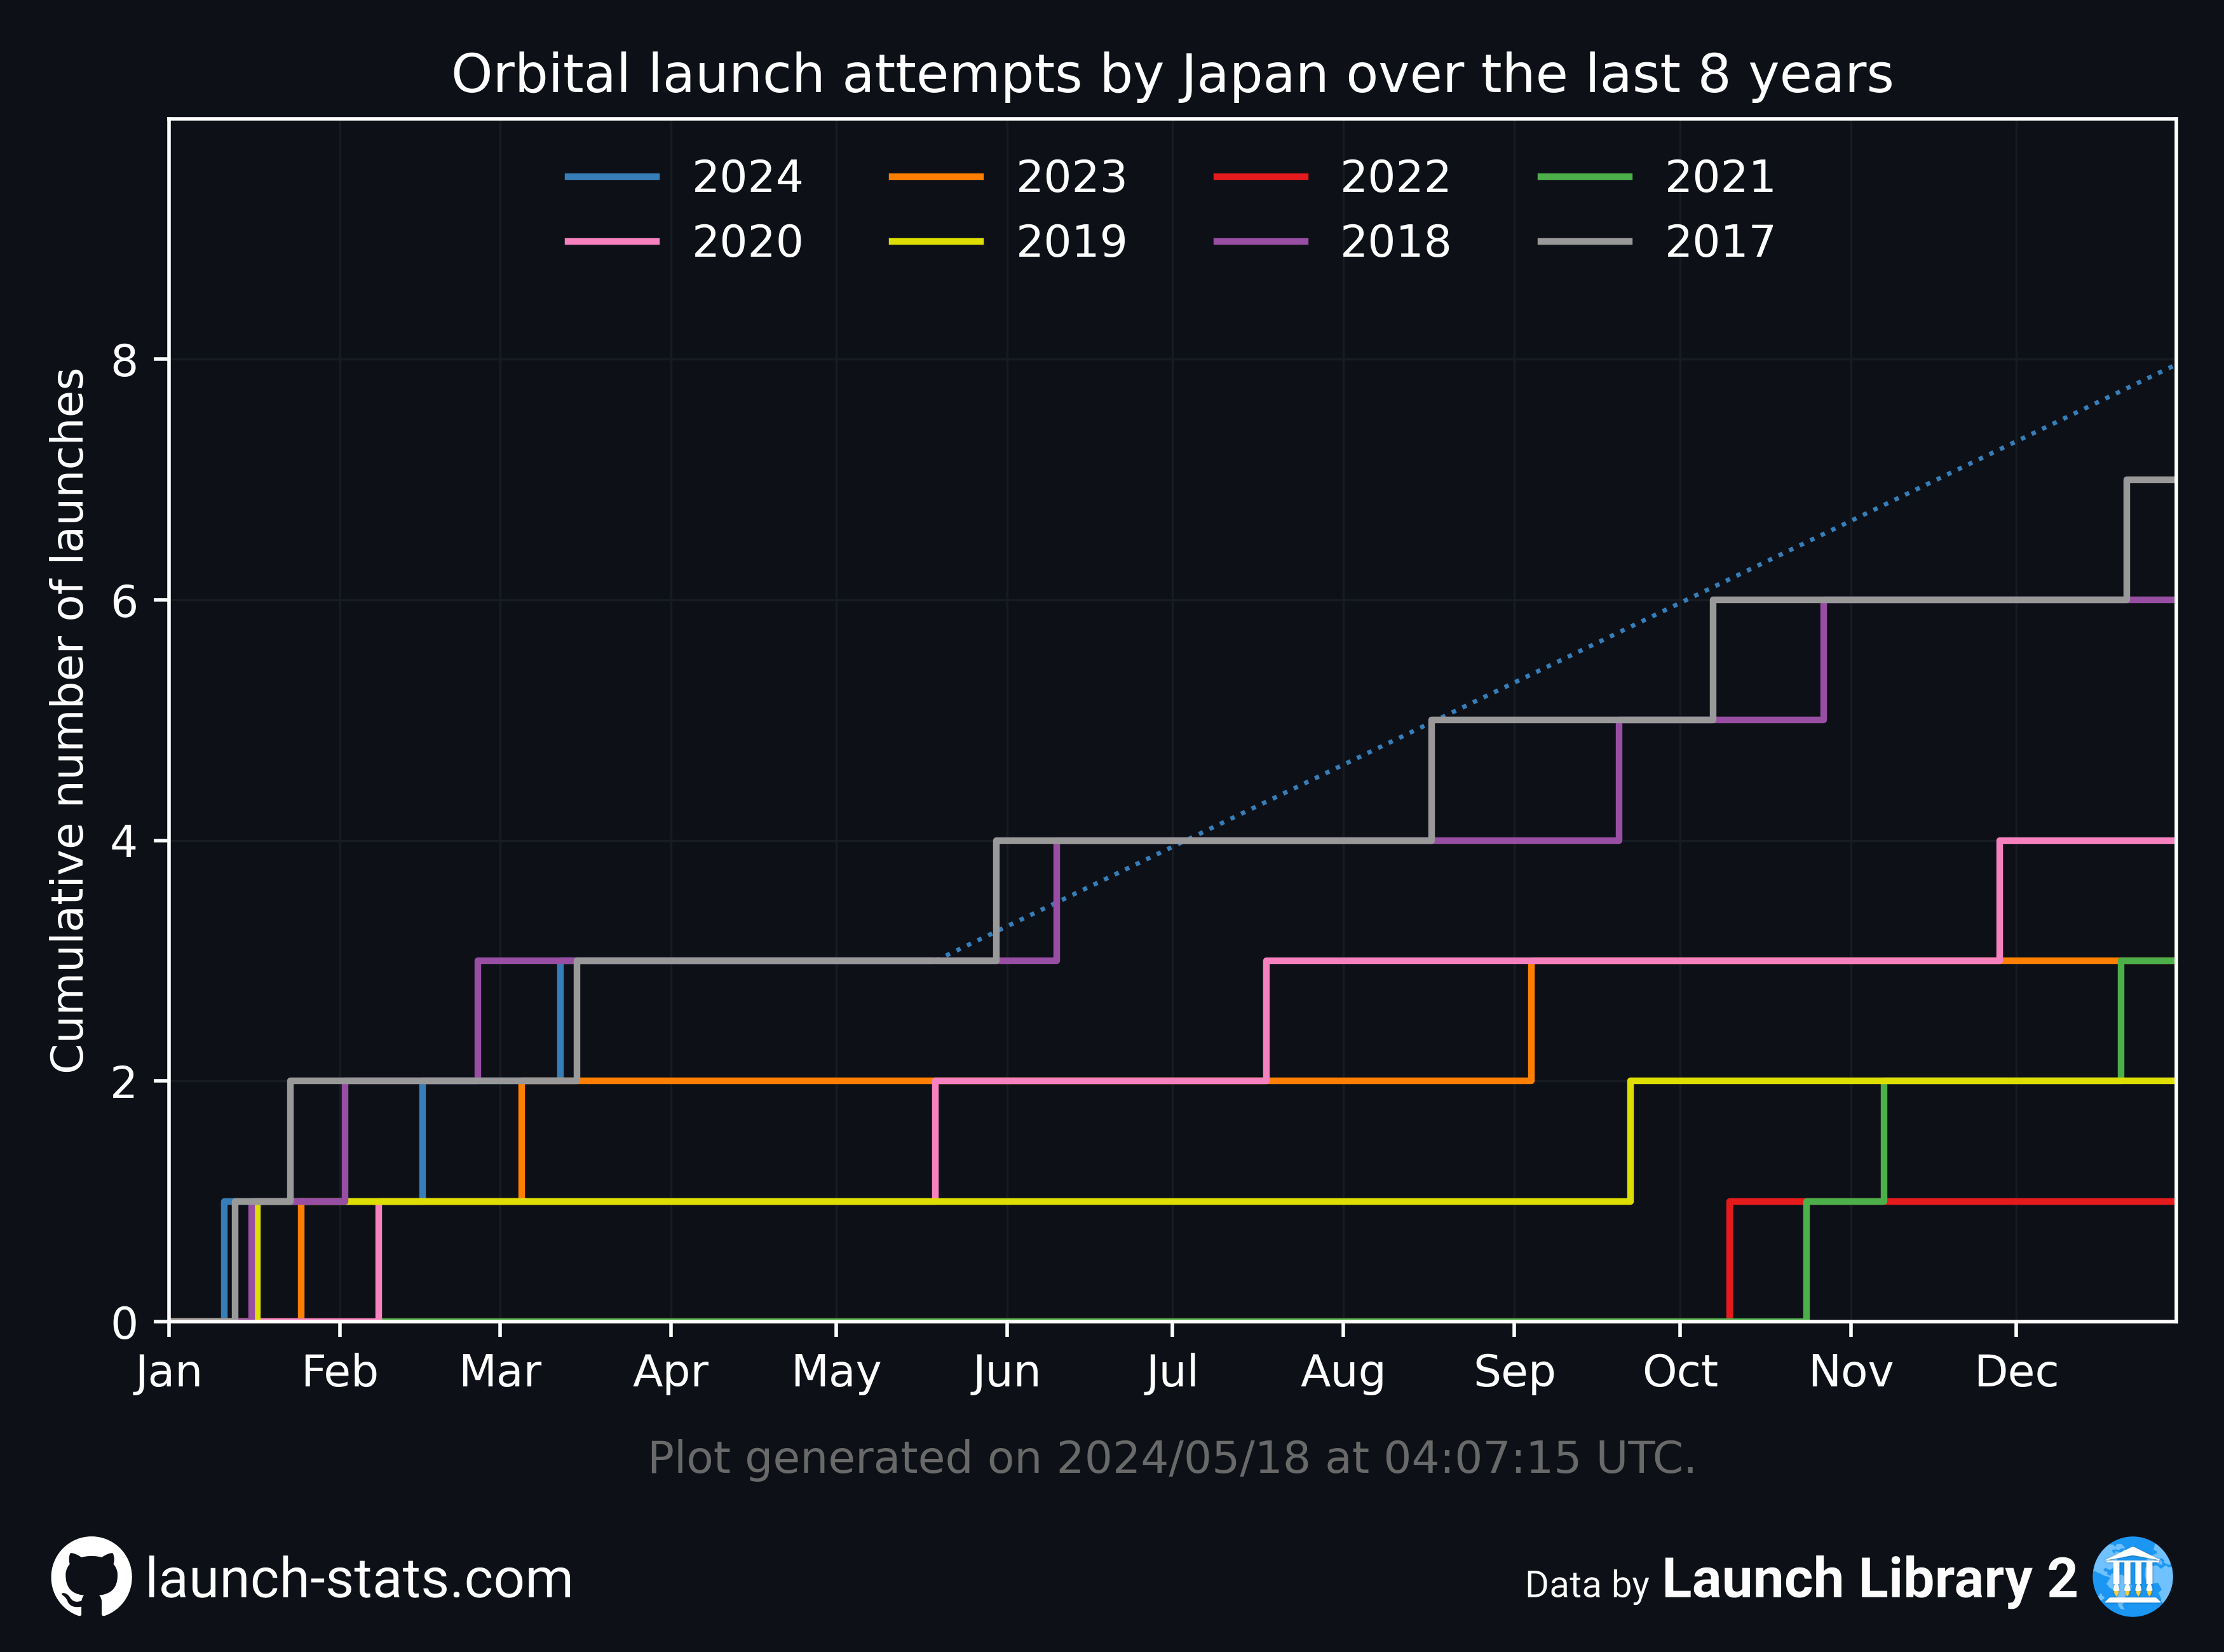 Orbital launch attempts by Japan over the last 8 years
2024 2023 2022 2021
2020 2019 2018 2017
Cumulative number of launches
8
6
4
2
0
Jan Feb Mar Apr May Jun Jul Aug Sep Oct Nov Dec
Plot generated on 2024/05/18 at 04:07:15 UTC.
launch-stats.com
Data by Launch Library 2